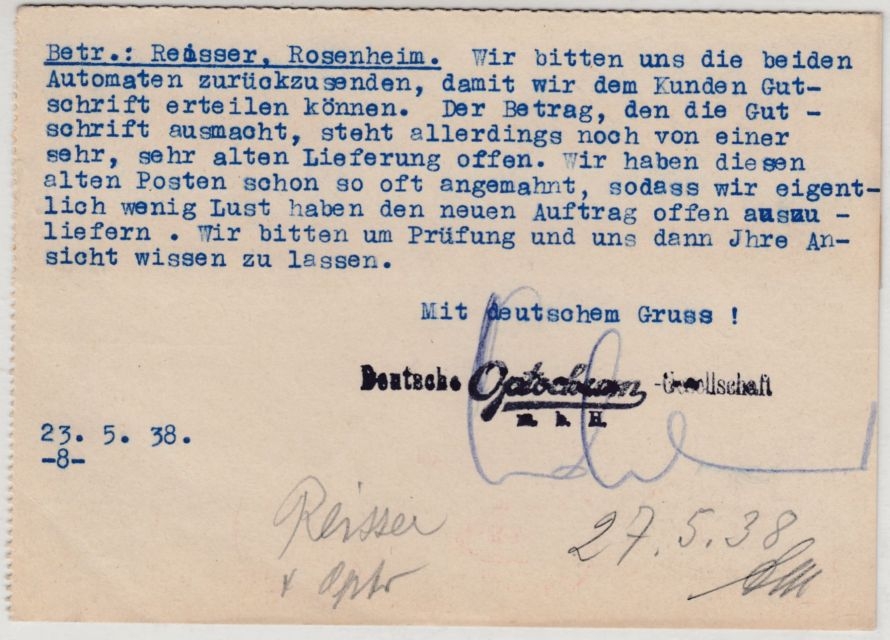 Betr.: Reisser, Rosenheim. Wir bitten uns die beiden
Automaten zurückzusenden, damit wir dem Kunden Gut-
schrift erteilen können. Der Betrag, den die Gut -
schrift ausmacht, steht allerdings noch von einer
sehr, sehr alten Lieferung offen. Wir haben diesen
alten Posten schon so oft angemahnt, sodass wir eigent-
lich wenig Lust haben den neuen Auftrag offen auszu -
liefern . Wir bitten um Prüfung und uns dann Jhre An-
sicht wissen zu lassen.
Mit deutschem Gruss !
Deutsche Optochrom -Gesellschaft
m. b. H.
23. 5. 38.
-8-
Reisser
27.5.38